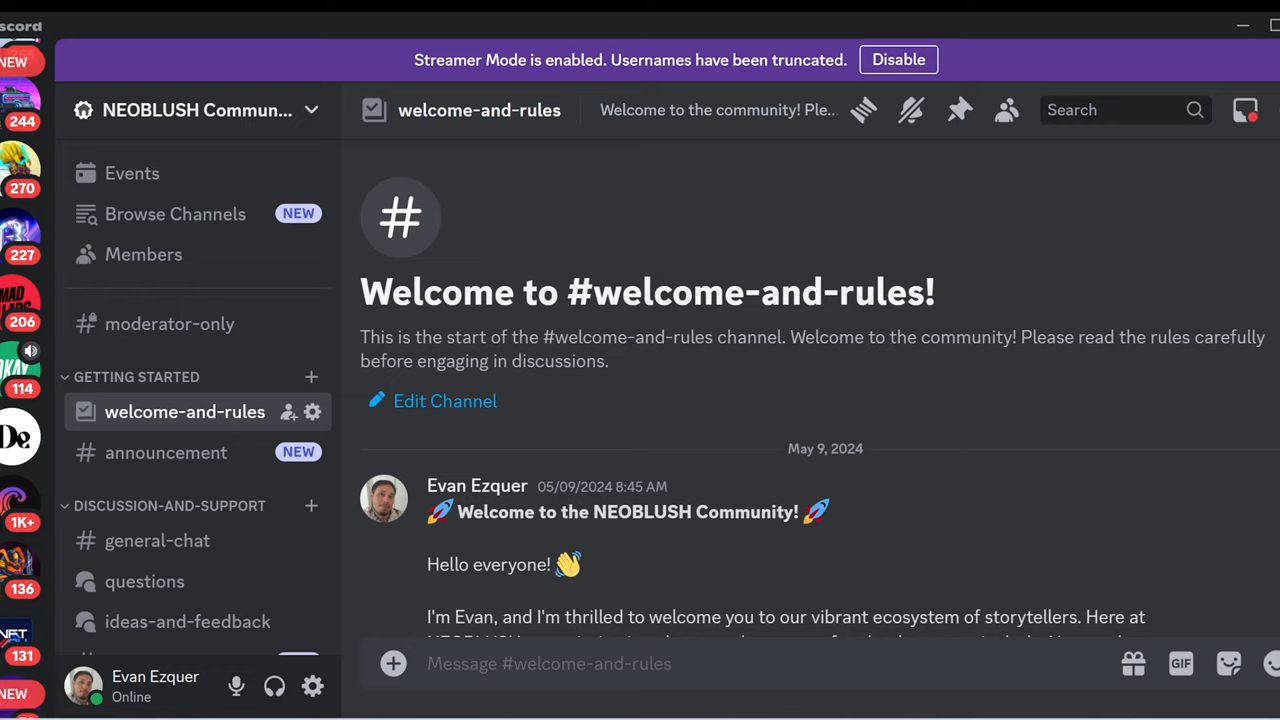 scord
Streamer Mode is enabled. Usernames have been truncated. Disable
NEW
244
270
227
206
114
De
1K+
136
131
NEW
NEOBLUSH Commun...
Events
Browse Channels NEW
Members
moderator-only
GETTING STARTED
welcome-and-rules
announcement NEW
DISCUSSION-AND-SUPPORT
general-chat
questions
ideas-and-feedback
Evan Ezquer
Online
welcome-and-rules Welcome to the community! Ple... Search
Welcome to #welcome-and-rules!
This is the start of the #welcome-and-rules channel. Welcome to the community! Please read the rules carefully
before engaging in discussions.
Edit Channel
May 9, 2024
Evan Ezquer 05/09/2024 8:45 AM
🚀 Welcome to the NEOBLUSH Community! 🚀
Hello everyone! 👋
I'm Evan, and I'm thrilled to welcome you to our vibrant ecosystem of storytellers. Here at
Message #welcome-and-rules GIF